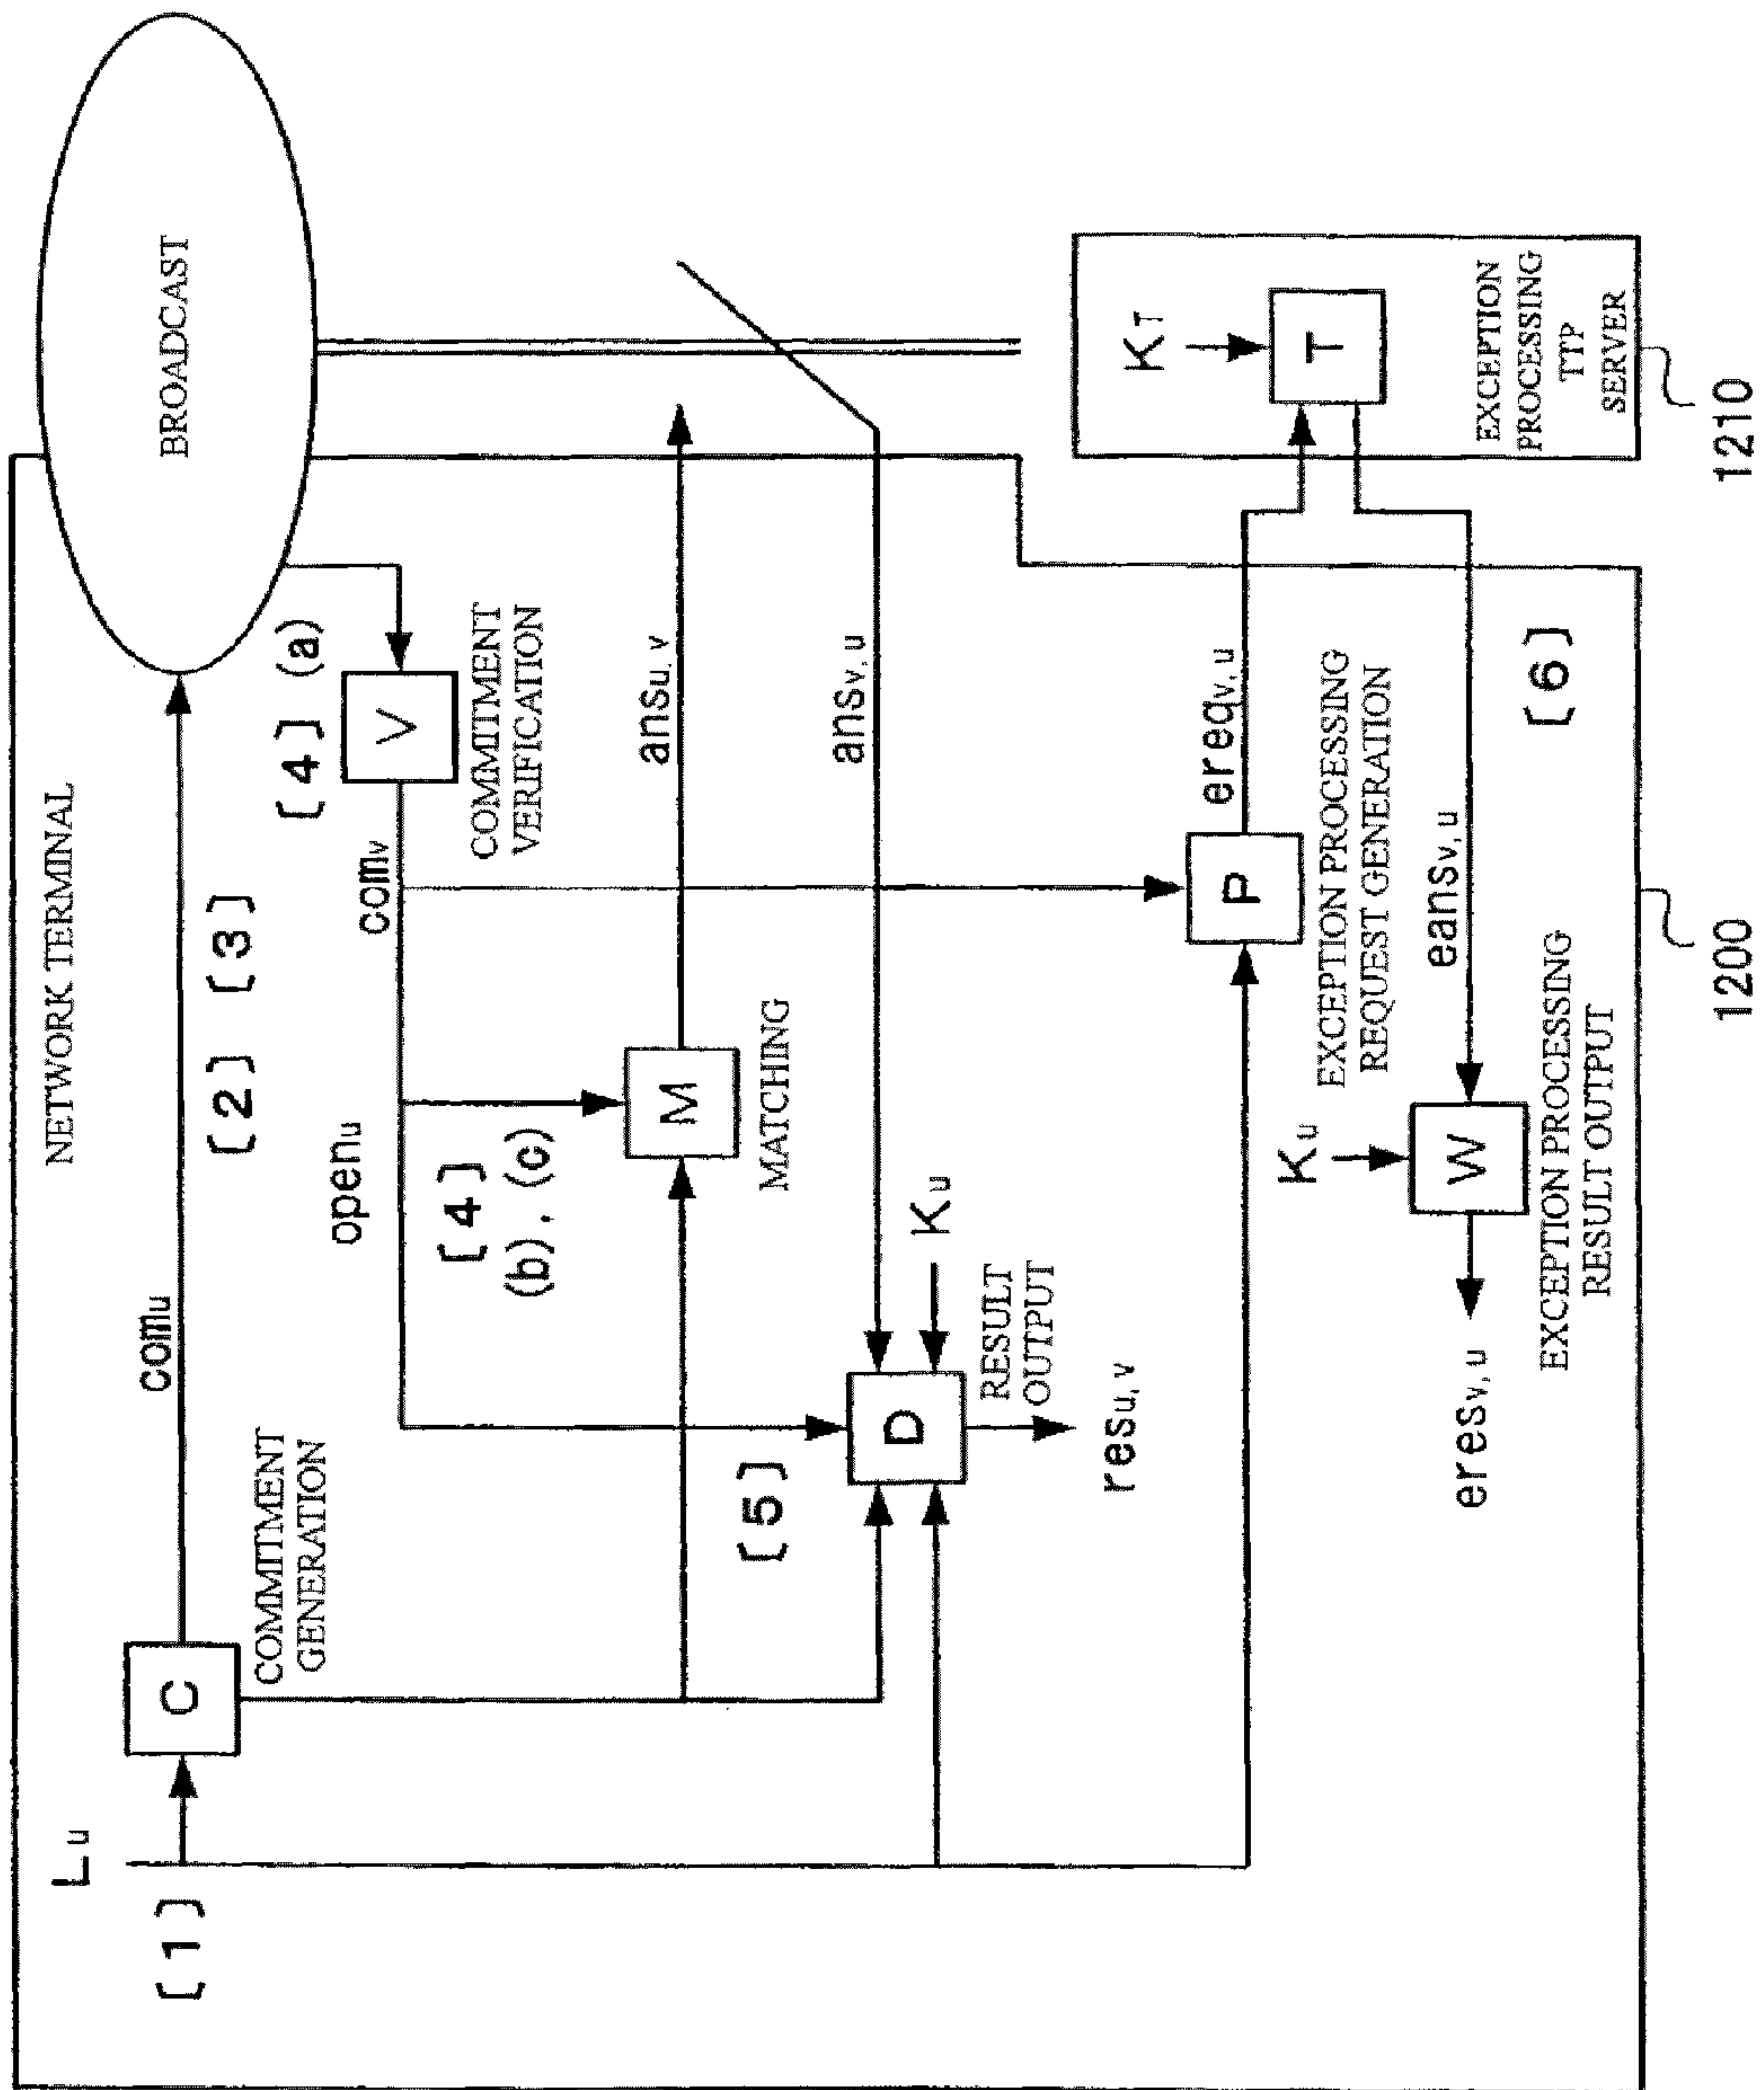 NETWORK TERMINAL
BROADCAST
Lu
[1]
C
COMMITMENT
GENERATION
comu
[2] [3]
[4] (a)
V
COMMITMENT
VERIFICATION
comv
openu
[4]
(b), (c)
M
MATCHING
ansu, v
ansv, u
[5]
D
Ku
RESULT
OUTPUT
resu, v
P
EXCEPTION PROCESSING
REQUEST GENERATION
ereqv, u
KT
T
EXCEPTION
PROCESSING
TTP
SERVER
1210
eansv, u
[6]
Ku
W
EXCEPTION PROCESSING
RESULT OUTPUT
eresv, u
1200